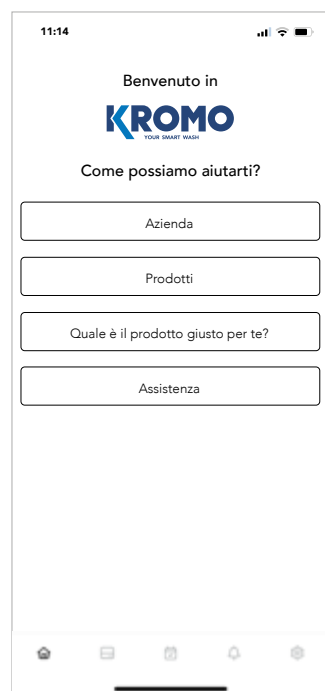 11:14
Benvenuto in
KROMO
YOUR SMART WASH
Come possiamo aiutarti?
Azienda
Prodotti
Quale è il prodotto giusto per te?
Assistenza